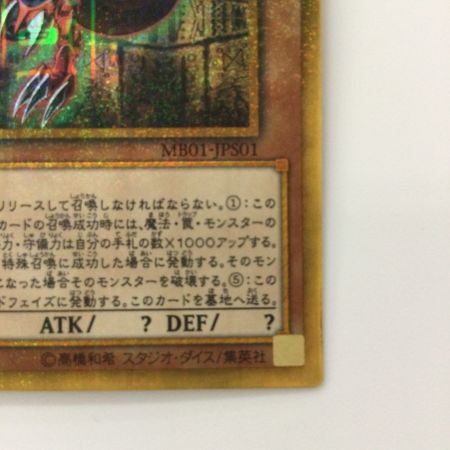 MB01-JPS01
リリースして召喚しなければならない。①：この
カードの召喚成功時には、魔法・罠・モンスターの
力・守備力は自分の手札の数×1000アップする。
特殊召喚に成功した場合に発動する。そのモン
になった場合そのモンスターを破壊する。⑤：この
ドフェイズに発動する。このカードを墓地へ送る。
ATK/ ? DEF/ ?
©高橋和希 スタジオ・ダイス/集英社